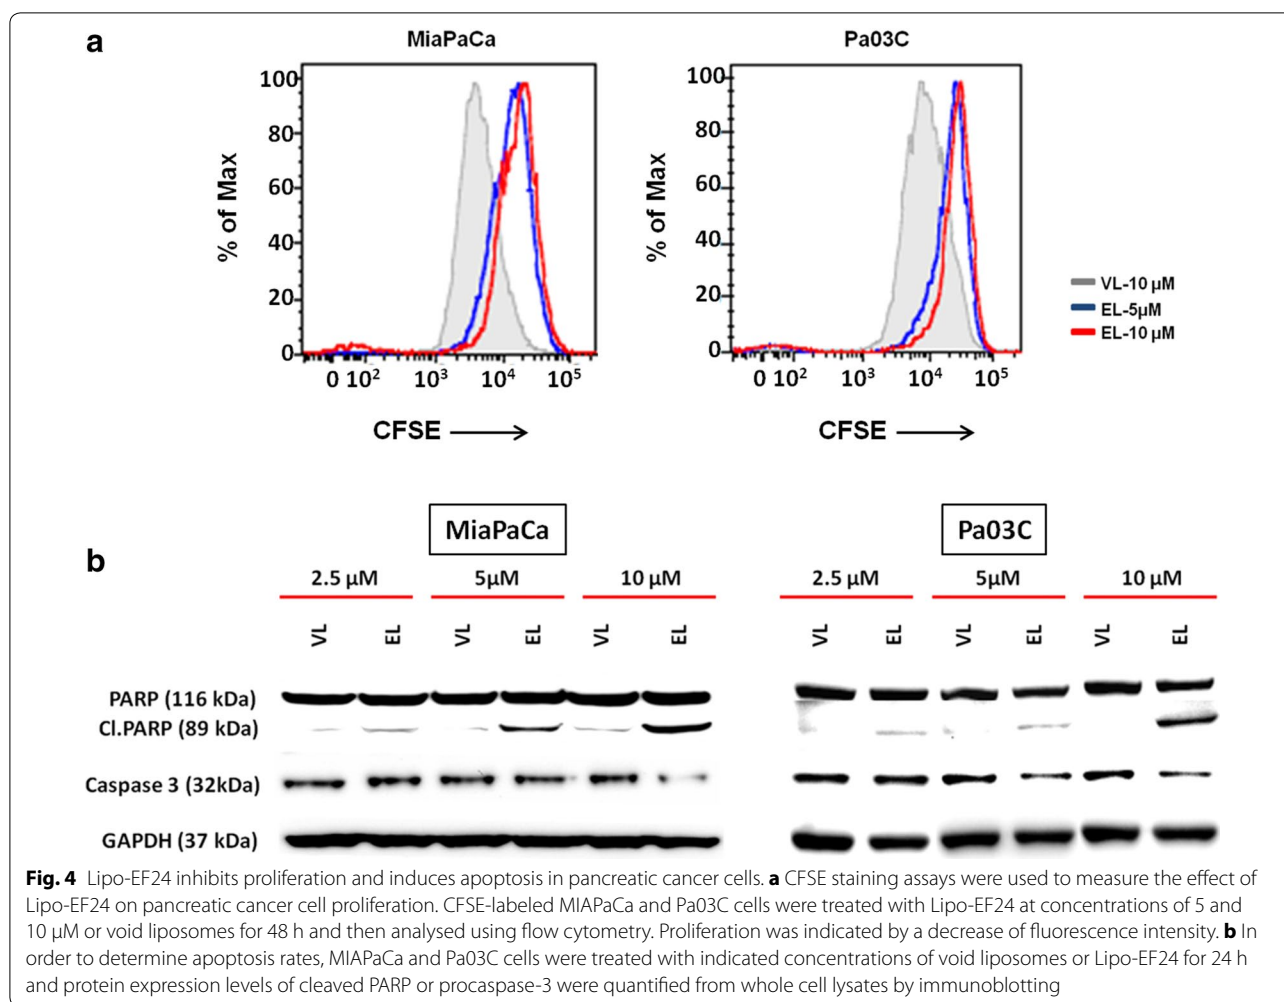 a
MiaPaCa
Pa03C
100
80
60
40
20
0
% of Max
0 10² 10³ 10⁴ 10⁵
CFSE
100
80
60
40
20
0
% of Max
0 10² 10³ 10⁴ 10⁵
CFSE
VL-10 µM
EL-5µM
EL-10 µM
b
MiaPaCa
Pa03C
2.5 µM 5µM 10 µM 2.5 µM 5µM 10 µM
VL EL VL EL VL EL VL EL VL EL VL EL
PARP (116 kDa)
Cl.PARP (89 kDa)
Caspase 3 (32kDa)
GAPDH (37 kDa)
Fig. 4 Lipo-EF24 inhibits proliferation and induces apoptosis in pancreatic cancer cells. a CFSE staining assays were used to measure the effect of
Lipo-EF24 on pancreatic cancer cell proliferation. CFSE-labeled MIAPaCa and Pa03C cells were treated with Lipo-EF24 at concentrations of 5 and
10 µM or void liposomes for 48 h and then analysed using flow cytometry. Proliferation was indicated by a decrease of fluorescence intensity. b In
order to determine apoptosis rates, MIAPaCa and Pa03C cells were treated with indicated concentrations of void liposomes or Lipo-EF24 for 24 h
and protein expression levels of cleaved PARP or procaspase-3 were quantified from whole cell lysates by immunoblotting